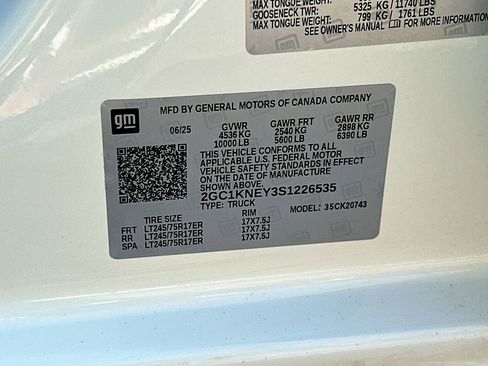 MAX TONGUE WEIGHT: 5325 KG / 11740 LBS
GOOSENECK TWR:
MAX TONGUE WEIGHT: 799 KG / 1761 LBS
SEE OWNER'S MANUAL FOR MORE INFORMATION
gm
MFD BY GENERAL MOTORS OF CANADA COMPANY
06/25 GVWR GAWR FRT GAWR RR
4536 KG 2540 KG 2898 KG
10000 LB 5600 LB 6390 LB
THIS VEHICLE CONFORMS TO ALL
APPLICABLE U.S. FEDERAL MOTOR
VEHICLE SAFETY STANDARDS IN EFFECT
ON THE DATE OF MANUFACTURE
SHOWN ABOVE.
2GC1KNEY3S1226535
TYPE: TRUCK MODEL: 35CK20743
TIRE SIZE RIM
FRT LT245/75R17ER 17X7.5J
RR LT245/75R17ER 17X7.5J
SPA LT245/75R17ER 17X7.5J